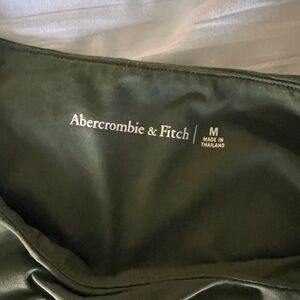 Abercrombie & Fitch
M
MADE IN
THAILAND